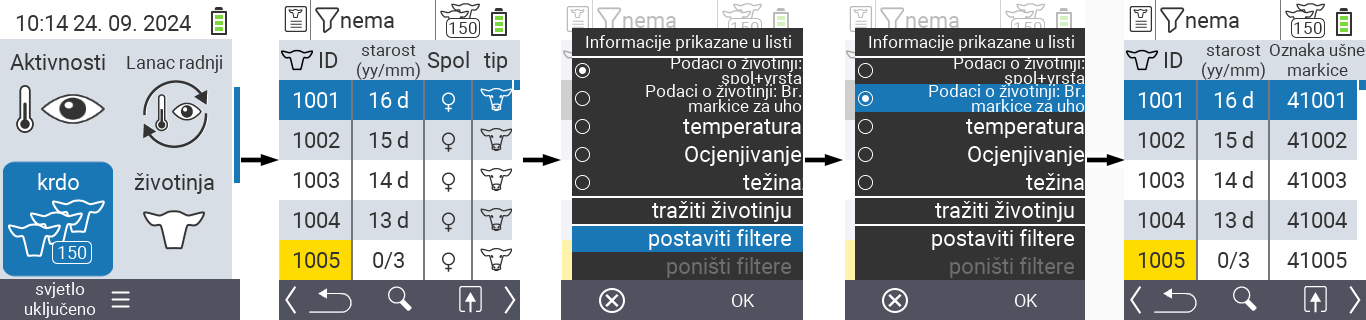 10:14 24. 09. 2024
Aktivnosti
Lanac radnji
krdo
150
životinja
svjetlo
uključeno
nema
150
ID
starost
(yy/mm)
Spol
tip
1001 16 d
1002 15 d
1003 14 d
1004 13 d
1005 0/3
nema
150
Informacije prikazane u listi
Podaci o životinji:
spol+vrsta
Podaci o životinji: Br.
markice za uho
temperatura
Ocjenjivanje
težina
tražiti životinju
postaviti filtere
poništi filtere
OK
nema
150
Informacije prikazane u listi
Podaci o životinji:
spol+vrsta
Podaci o životinji: Br.
markice za uho
temperatura
Ocjenjivanje
težina
tražiti životinju
postaviti filtere
poništi filtere
OK
nema
150
ID
starost
(yy/mm)
Oznaka ušne
markice
1001 16 d 41001
1002 15 d 41002
1003 14 d 41003
1004 13 d 41004
1005 0/3 41005